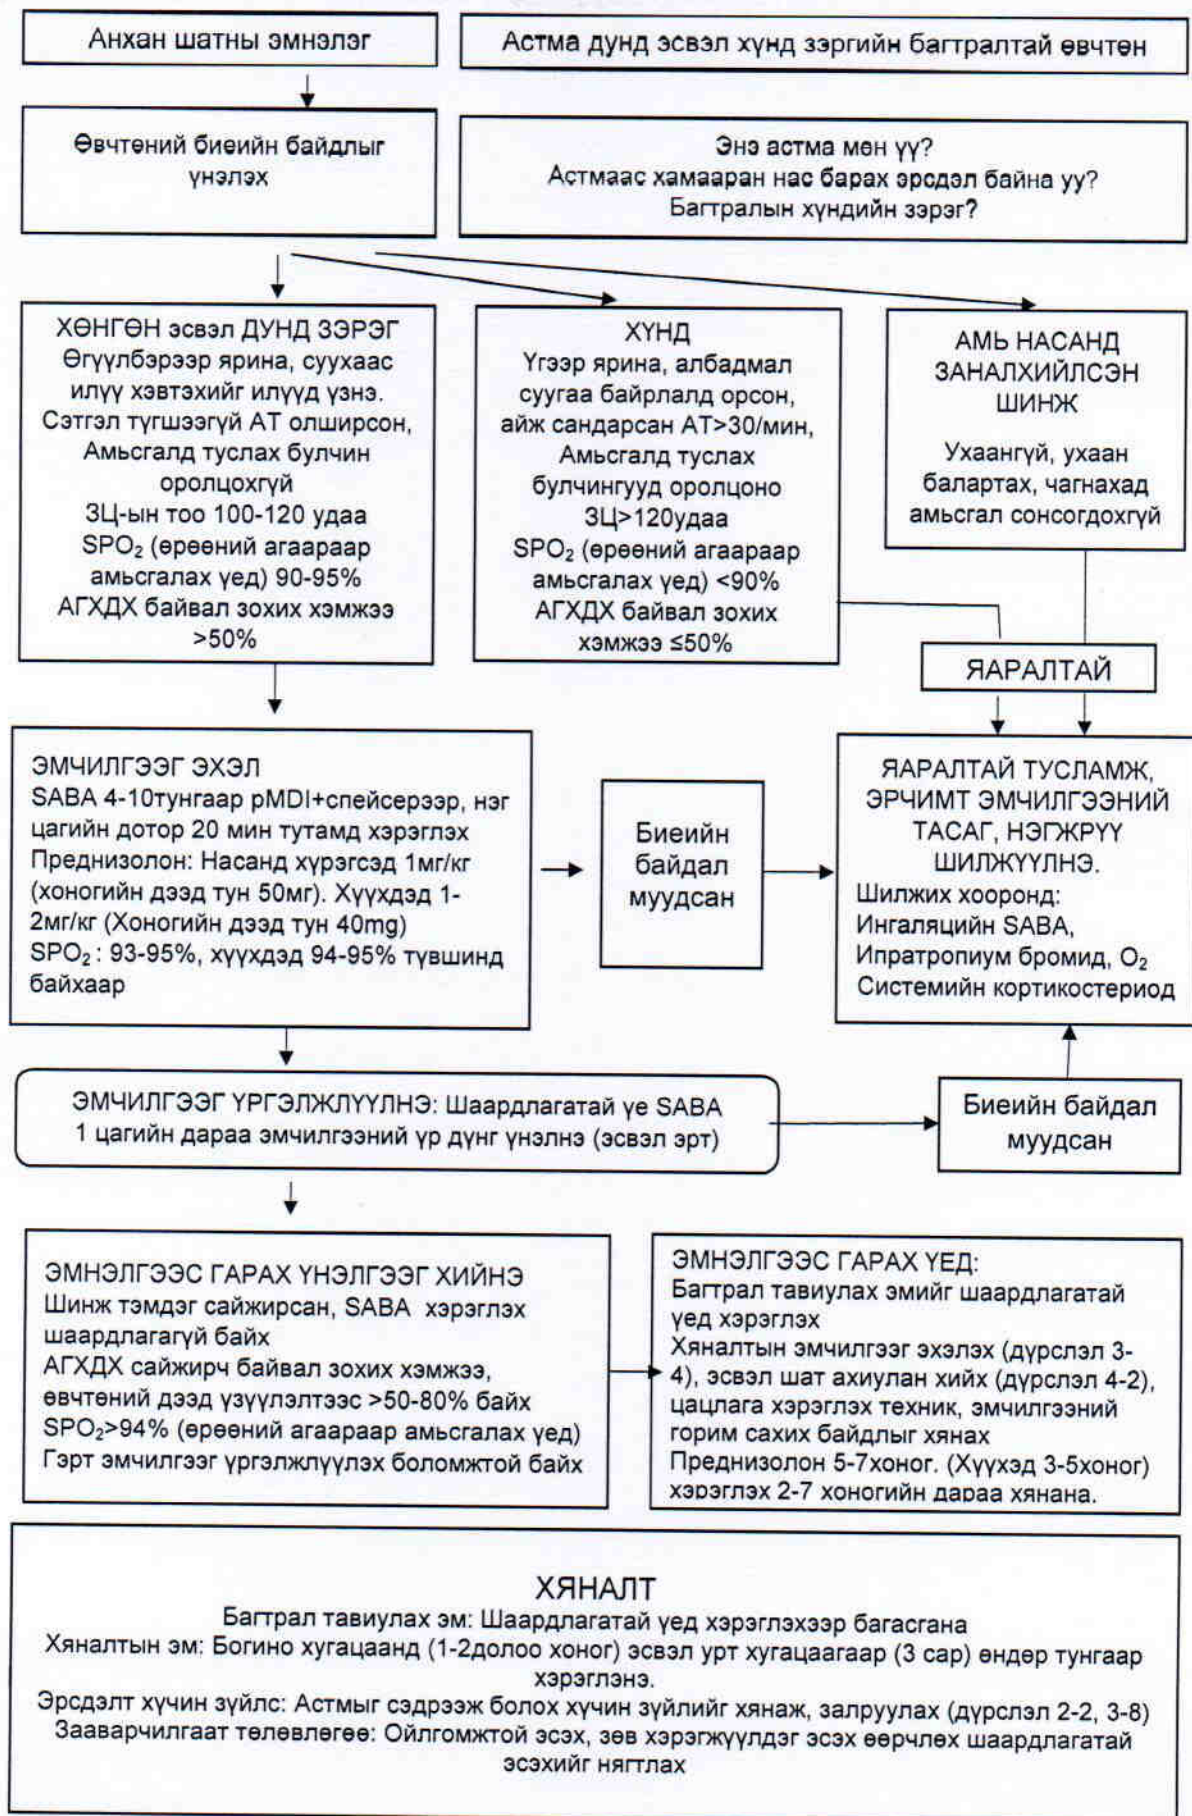 Анхан шатны эмнэлэг
Астма дунд эсвэл хүнд зэргийн багтралтай өвчтөн
Өвчтөний биеийн байдлыг
үнэлэх
Энэ астма мөн үү?
Астмаас хамааран нас барах эрсдэл байна уу?
Багтралын хүндийн зэрэг?
ХӨНГӨН эсвэл ДУНД ЗЭРЭГ
Өгүүлбэрээр ярина, суухаас
илүү хэвтэхийг илүүд үзнэ.
Сэтгэл түгшээгүй АТ олширсон,
Амьсгалд туслах булчин
оролцохгүй
ЗЦ-ын тоо 100-120 удаа
SPO₂ (өрөөний агаараар
амьсгалах үед) 90-95%
АГХДХ байвал зохих хэмжээ
>50%
ХҮНД
Үгээр ярина, албадмал
суугаа байрлалд орсон,
айж сандарсан АТ>30/мин,
Амьсгалд туслах
булчингууд оролцоно
ЗЦ>120удаа
SPO₂ (өрөөний агаараар
амьсгалах үед) <90%
АГХДХ байвал зохих
хэмжээ ≤50%
АМЬ НАСАНД
ЗАНАЛХИЙЛСЭН
ШИНЖ
Ухаангүй, ухаан
балартах, чагнахад
амьсгал сонсогдохгүй
ЯАРАЛТАЙ
ЭМЧИЛГЭЭГ ЭХЭЛ
SABA 4-10тунгаар pMDI+спейсерээр, нэг
цагийн дотор 20 мин тутамд хэрэглэх
Преднизолон: Насанд хүрэгсэд 1мг/кг
(хоногийн дээд тун 50мг). Хүүхдэд 1-
2мг/кг (Хоногийн дээд тун 40mg)
SPO₂ : 93-95%, хүүхдэд 94-95% түвшинд
байхаар
Биеийн
байдал
муудсан
ЯАРАЛТАЙ ТУСЛАМЖ,
ЭРЧИМТ ЭМЧИЛГЭЭНИЙ
ТАСАГ, НЭГЖРҮҮ
ШИЛЖҮҮЛНЭ.
Шилжих хооронд:
Ингаляцийн SABA,
Ипратропиум бромид, O₂
Системийн кортикостериод
ЭМЧИЛГЭЭГ ҮРГЭЛЖЛҮҮЛНЭ: Шаардлагатай үе SABA
1 цагийн дараа эмчилгээний үр дүнг үнэлнэ (эсвэл эрт)
Биеийн байдал
муудсан
ЭМНЭЛГЭЭС ГАРАХ ҮНЭЛГЭЭГ ХИЙНЭ
Шинж тэмдэг сайжирсан, SABA хэрэглэх
шаардлагагүй байх
АГХДХ сайжирч байвал зохих хэмжээ,
өвчтөний дээд үзүүлэлтээс >50-80% байх
SPO₂>94% (өрөөний агаараар амьсгалах үед)
Гэрт эмчилгээг үргэлжлүүлэх боломжтой байх
ЭМНЭЛГЭЭС ГАРАХ ҮЕД:
Багтрал тавиулах эмийг шаардлагатай
үед хэрэглэх
Хяналтын эмчилгээг эхэлэх (дүрслэл 3-
4), эсвэл шат ахиулан хийх (дүрслэл 4-2),
цацлага хэрэглэх техник, эмчилгээний
горим сахих байдлыг хянах
Преднизолон 5-7хоног. (Хүүхэд 3-5хоног)
хэрэглэх 2-7 хоногийн дараа хянана.
ХЯНАЛТ
Багтрал тавиулах эм: Шаардлагатай үед хэрэглэхээр багасгана
Хяналтын эм: Богино хугацаанд (1-2долоо хоног) эсвэл урт хугацаагаар (3 сар) өндөр тунгаар
хэрэглэнэ.
Эрсдэлт хүчин зүйлс: Астмыг сэдрээж болох хүчин зүйлийг хянаж, залруулах (дүрслэл 2-2, 3-8)
Зааварчилгаат төлөвлөгөө: Ойлгомжтой эсэх, зөв хэрэгжүүлдэг эсэх өөрчлөх шаардлагатай
эсэхийг нягтлах